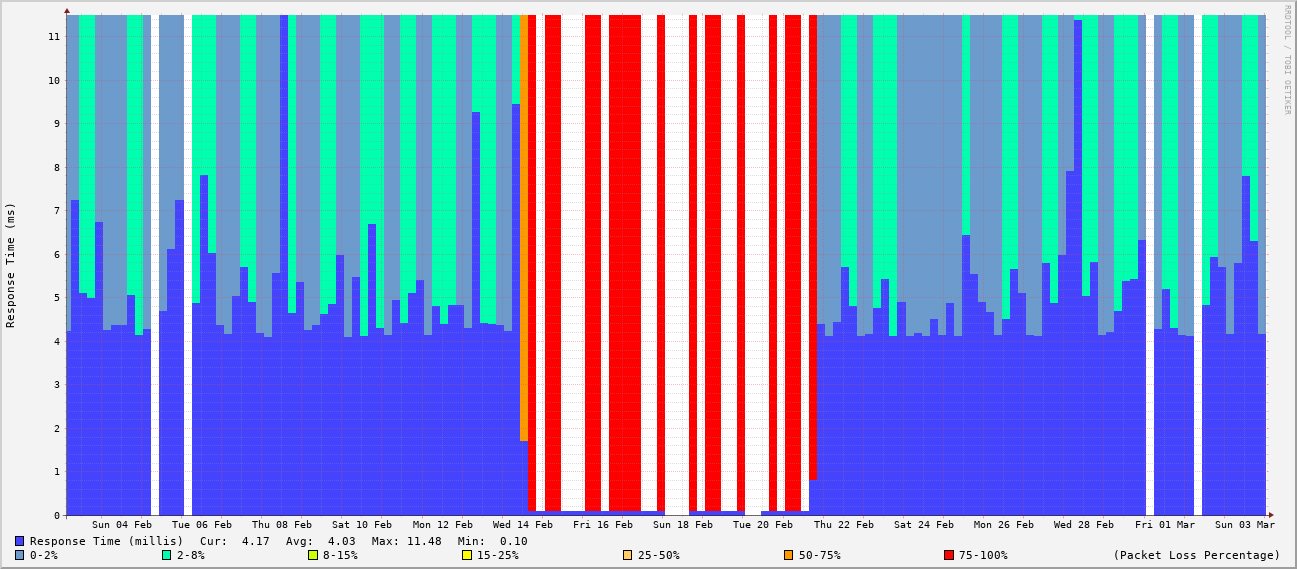 RRDTOOL / TOBI OETIKER
Response Time (ms)
11
10
9
8
7
6
5
4
3
2
1
0
Sun 04 Feb Tue 06 Feb Thu 08 Feb Sat 10 Feb Mon 12 Feb Wed 14 Feb Fri 16 Feb Sun 18 Feb Tue 20 Feb Thu 22 Feb Sat 24 Feb Mon 26 Feb Wed 28 Feb Fri 01 Mar Sun 03 Mar
Response Time (millis) Cur: 4.17 Avg: 4.03 Max: 11.48 Min: 0.10
0-2% 2-8% 8-15% 15-25% 25-50% 50-75% 75-100% (Packet Loss Percentage)